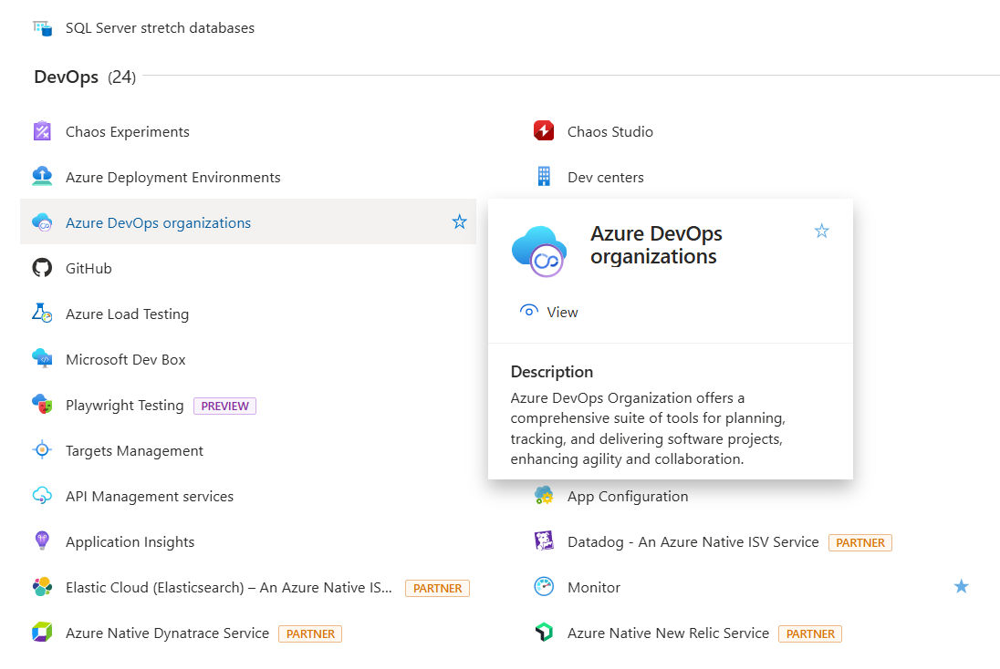 SQL Server stretch databases
DevOps (24)
Chaos Experiments
Chaos Studio
Azure Deployment Environments
Dev centers
Azure DevOps organizations
GitHub
Azure Load Testing
Microsoft Dev Box
Playwright Testing PREVIEW
Targets Management
Azure DevOps
organizations
View
Description
Azure DevOps Organization offers a
comprehensive suite of tools for planning,
tracking, and delivering software projects,
enhancing agility and collaboration.
API Management services
App Configuration
Application Insights
Datadog - An Azure Native ISV Service PARTNER
Elastic Cloud (Elasticsearch) – An Azure Native IS... PARTNER
Monitor
Azure Native Dynatrace Service PARTNER
Azure Native New Relic Service PARTNER